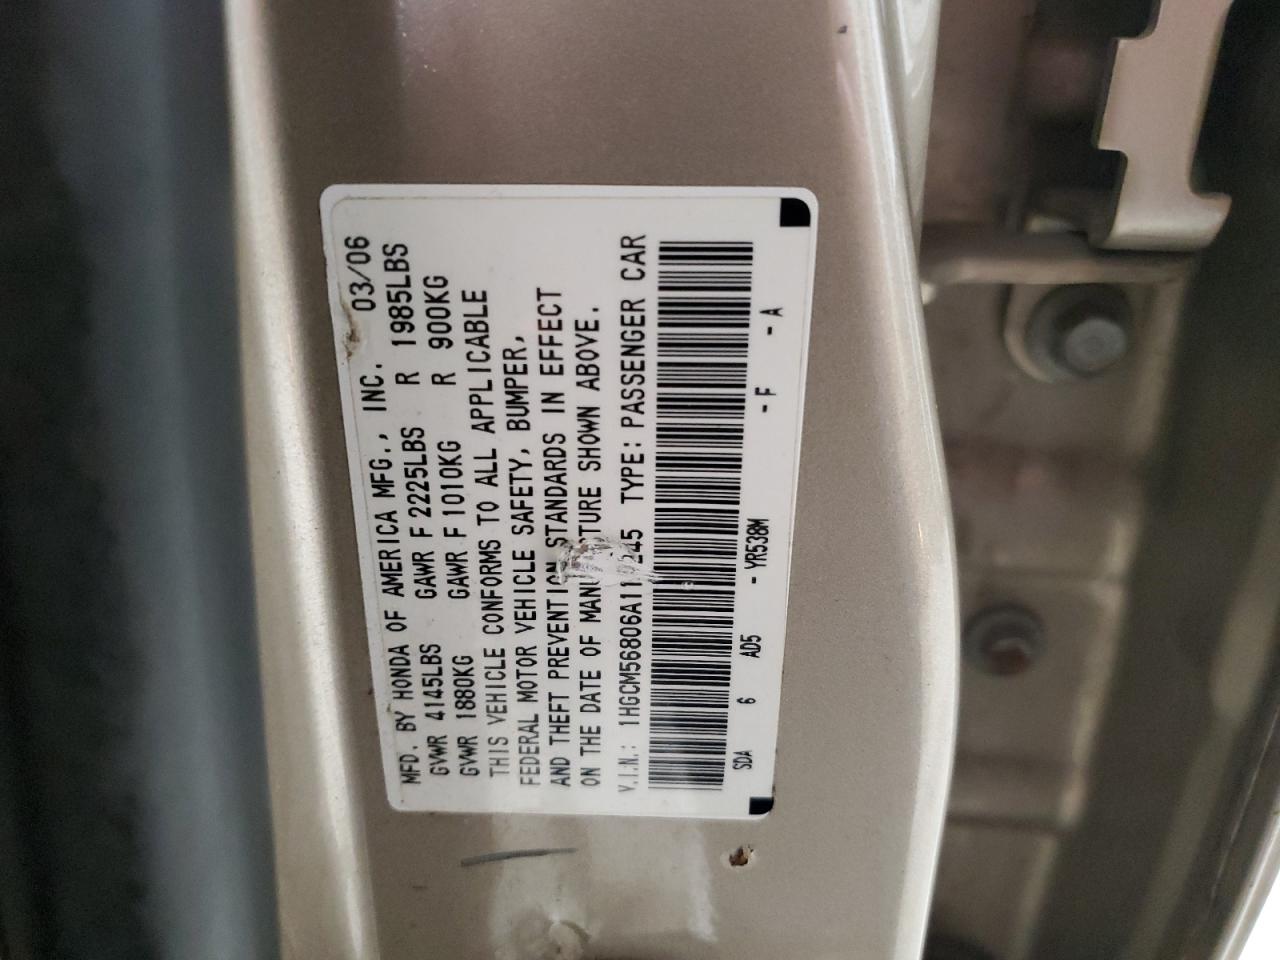 MFD. BY HONDA OF AMERICA MFG., INC. 03/06
GVWR 4145LBS GAWR F 2225LBS R 1985LBS
GVWR 1880KG GAWR F 1010KG R 900KG
THIS VEHICLE CONFORMS TO ALL APPLICABLE
FEDERAL MOTOR VEHICLE SAFETY, BUMPER,
AND THEFT PREVENTION STANDARDS IN EFFECT
ON THE DATE OF MANUFACTURE SHOWN ABOVE.
V.I.N.: TYPE: PASSENGER CAR
SDA 6 AD5 - YR538M - F - A